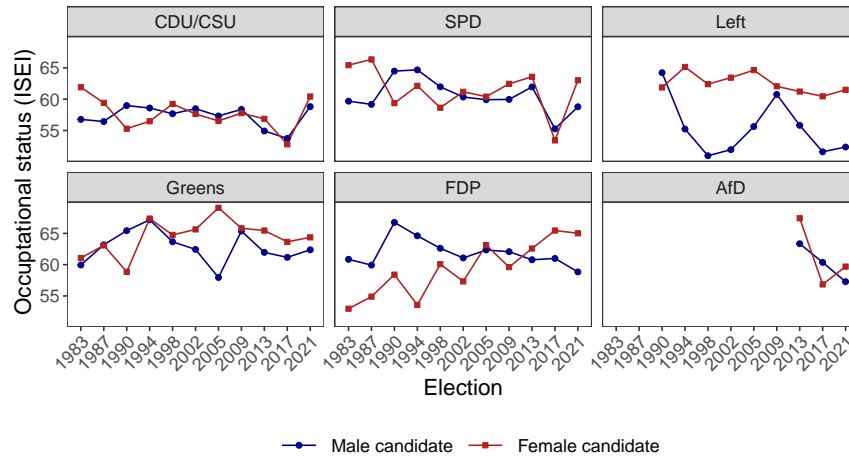 CDU/CSU SPD Left
65
60
55
Greens FDP AfD
65
60
55
Occuptational status (ISEI)
1983 1987 1990 1994 1998 2002 2005 2009 2013 2017 2021 1983 1987 1990 1994 1998 2002 2005 2009 2013 2017 2021 1983 1987 1990 1994 1998 2002 2005 2009 2013 2017 2021
Election
Male candidate Female candidate